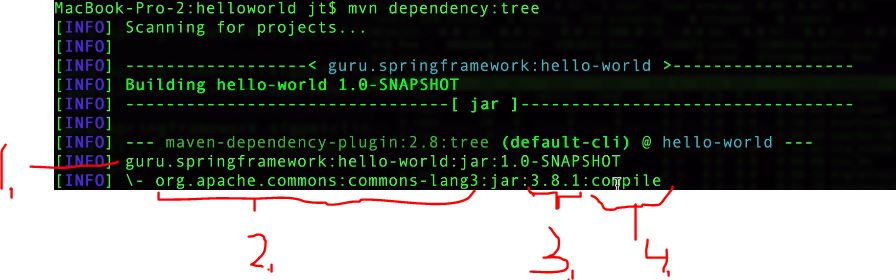 MacBook-Pro-2:helloworld jt$ mvn dependency:tree
[INFO] Scanning for projects...
[INFO]
[INFO] ------------------< guru.springframework:hello-world >------------------
[INFO] Building hello-world 1.0-SNAPSHOT
[INFO] --------------------------------[ jar ]---------------------------------
[INFO]
[INFO] --- maven-dependency-plugin:2.8:tree (default-cli) @ hello-world ---
1. [INFO] guru.springframework:hello-world:jar:1.0-SNAPSHOT
[INFO] \- org.apache.commons:commons-lang3:jar:3.8.1:compile
2. 3. 4.